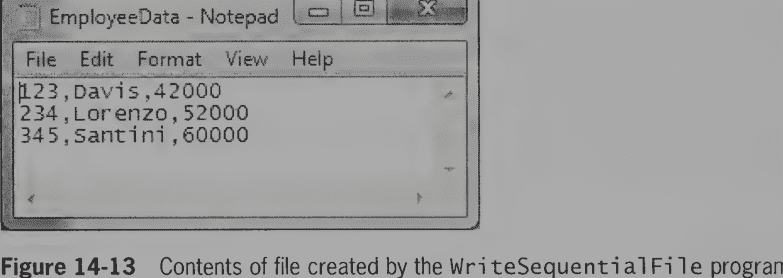 EmployeeData - Notepad
File Edit Format View Help
123,Davis,42000
234,Lorenzo,52000
345,Santini,60000
Figure 14-13 Contents of file created by the WriteSequentialFile program